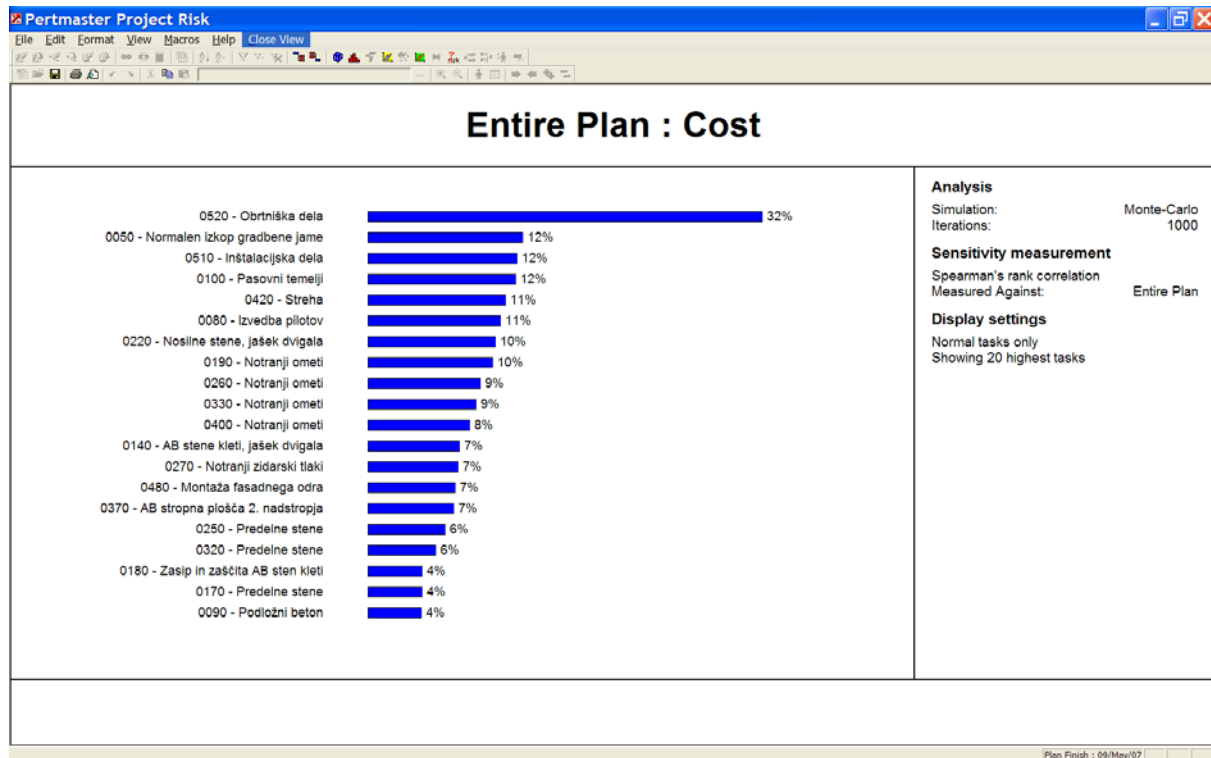 Pertmaster Project Risk
File Edit Format View Macros Help Close View
Entire Plan : Cost
0520 - Obrtniška dela 32%
0050 - Normalen izkop gradbene jame 12%
0510 - Inštalacijska dela 12%
0100 - Pasovni temelji 12%
0420 - Streha 11%
0080 - Izvedba pilotov 11%
0220 - Nosilne stene, jašek dvigala 10%
0190 - Notranji ometi 10%
0260 - Notranji ometi 9%
0330 - Notranji ometi 9%
0400 - Notranji ometi 8%
0140 - AB stene kleti, jašek dvigala 7%
0270 - Notranji zidarski tlaki 7%
0480 - Montaža fasadnega odra 7%
0370 - AB stropna plošča 2. nadstropja 7%
0250 - Predelne stene 6%
0320 - Predelne stene 6%
0180 - Zasip in zaščita AB sten kleti 4%
0170 - Predelne stene 4%
0090 - Podložni beton 4%
Analysis
Simulation: Monte-Carlo
Iterations: 1000
Sensitivity measurement
Spearman's rank correlation
Measured Against: Entire Plan
Display settings
Normal tasks only
Showing 20 highest tasks
Plan Finish : 09/May/07